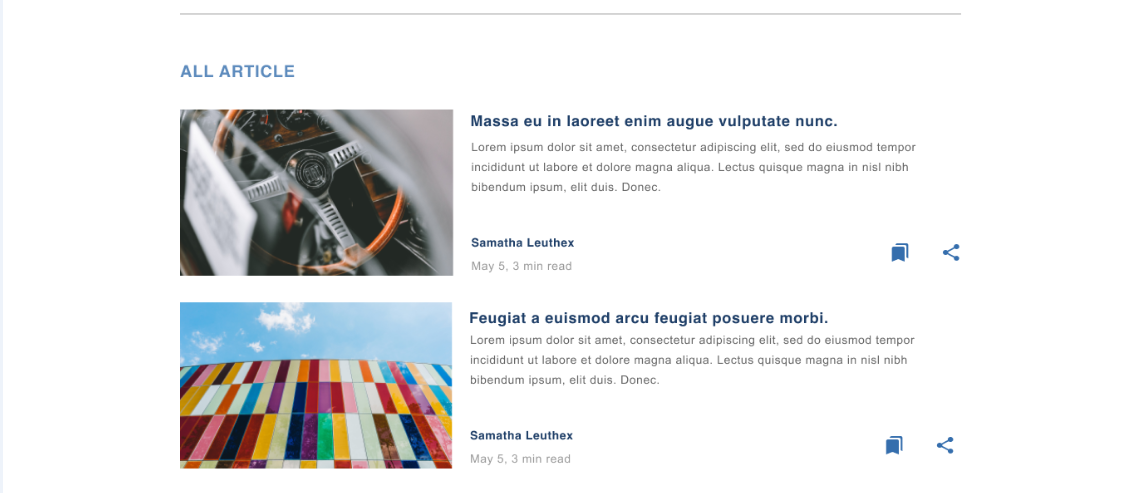 ALL ARTICLE
Massa eu in laoreet enim augue vulputate nunc.
Lorem ipsum dolor sit amet, consectetur adipiscing elit, sed do eiusmod tempor
incididunt ut labore et dolore magna aliqua. Lectus quisque magna in nisl nibh
bibendum ipsum, elit duis. Donec.
Samatha Leuthex
May 5, 3 min read
Feugiat a euismod arcu feugiat posuere morbi.
Lorem ipsum dolor sit amet, consectetur adipiscing elit, sed do eiusmod tempor
incididunt ut labore et dolore magna aliqua. Lectus quisque magna in nisl nibh
bibendum ipsum, elit duis. Donec.
Samatha Leuthex
May 5, 3 min read